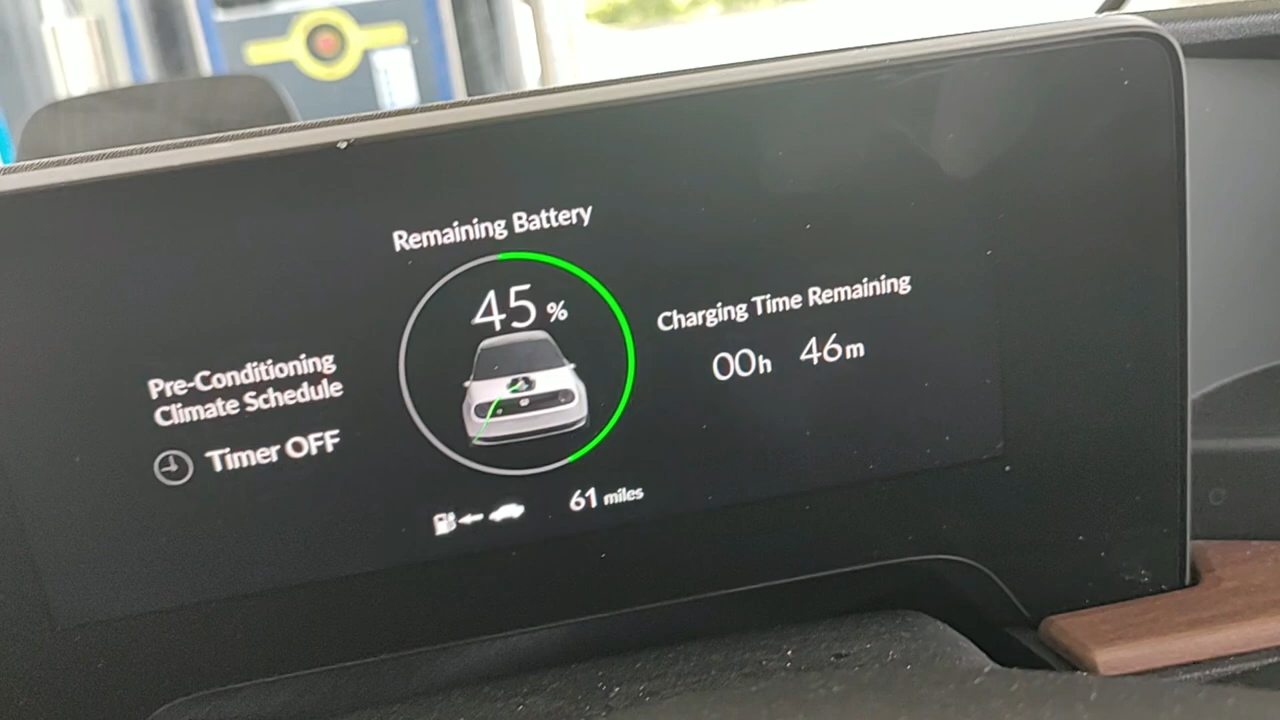 Remaining Battery
45 %
Pre-Conditioning
Climate Schedule
Timer OFF
Charging Time Remaining
00h 46m
61 miles